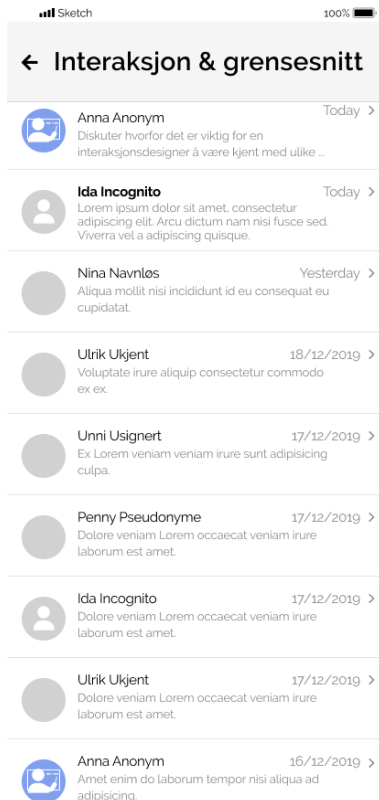 Sketch 100%
Interaksjon & grensesnitt
Anna Anonym Today
Diskuter hvorfor det er viktig for en
interaksjonsdesigner å være kjent med ulike ...
Ida Incognito Today
Lorem ipsum dolor sit amet, consectetur
adipiscing elit. Arcu dictum nam nisi fusce sed.
Viverra vel a adipiscing quisque.
Nina Navnløs Yesterday
Aliqua mollit nisi incididunt id eu consequat eu
cupidatat.
Ulrik Ukjent 18/12/2019
Voluptate irure aliquip consectetur commodo
ex ex.
Unni Usignert 17/12/2019
Ex Lorem veniam veniam irure sunt adipisicing
culpa.
Penny Pseudonyme 17/12/2019
Dolore veniam Lorem occaecat veniam irure
laborum est amet.
Ida Incognito 17/12/2019
Dolore veniam Lorem occaecat veniam irure
laborum est amet.
Ulrik Ukjent 17/12/2019
Dolore veniam Lorem occaecat veniam irure
laborum est amet.
Anna Anonym 16/12/2019
Amet enim do laborum tempor nisi aliqua ad
adipisicing.